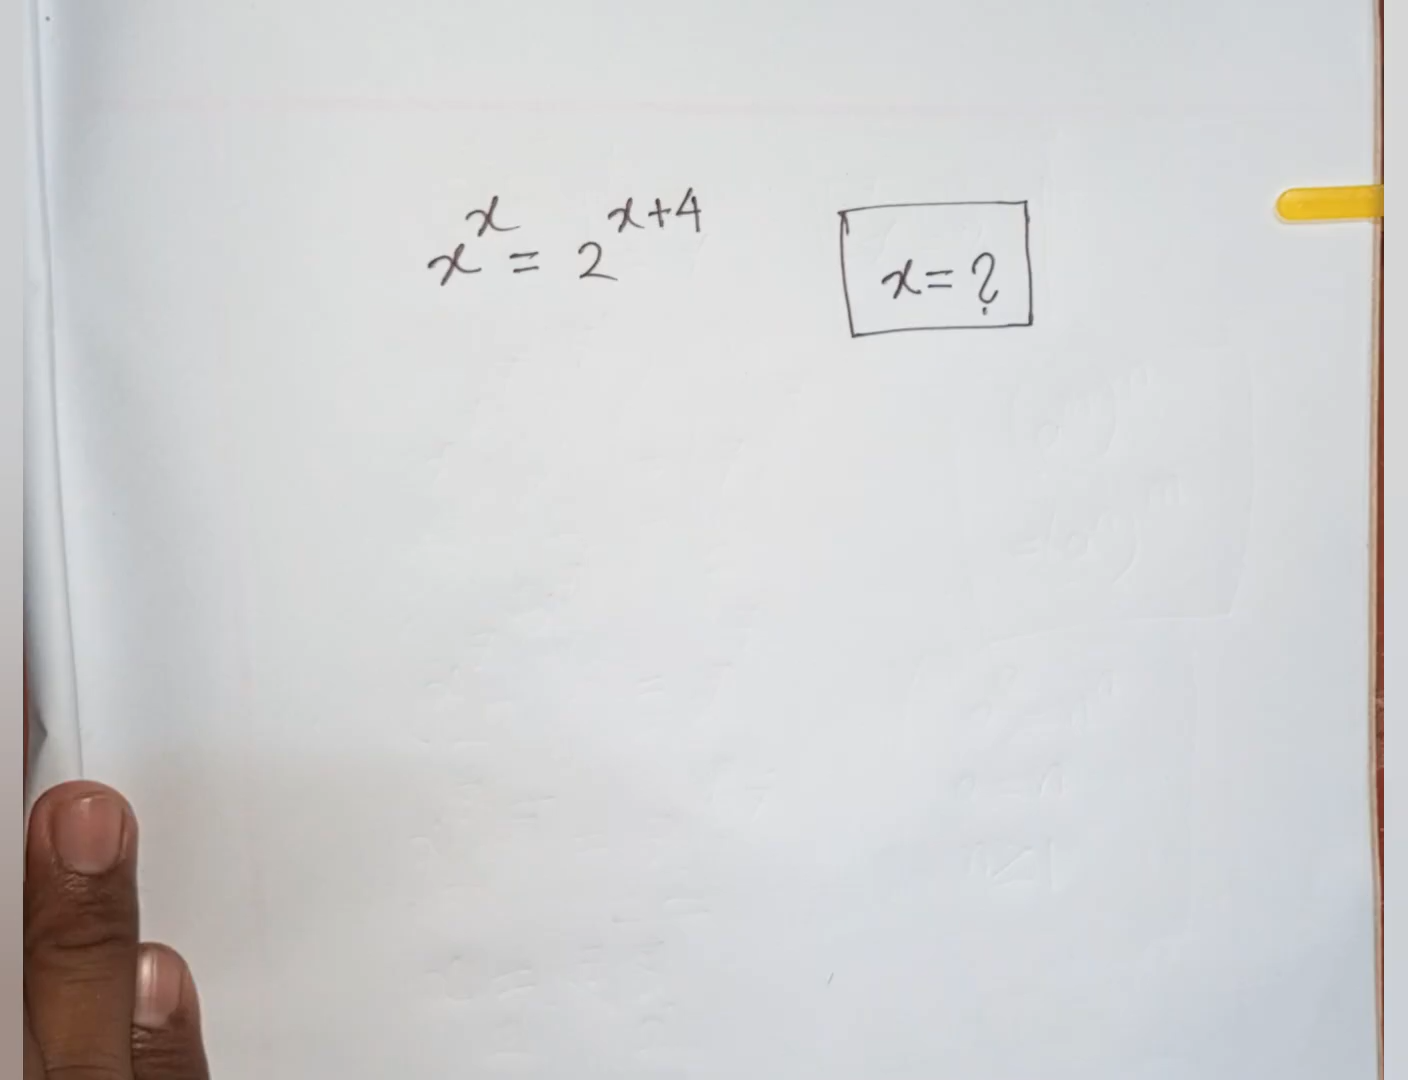 x^x = 2^{x+4}
x = ?